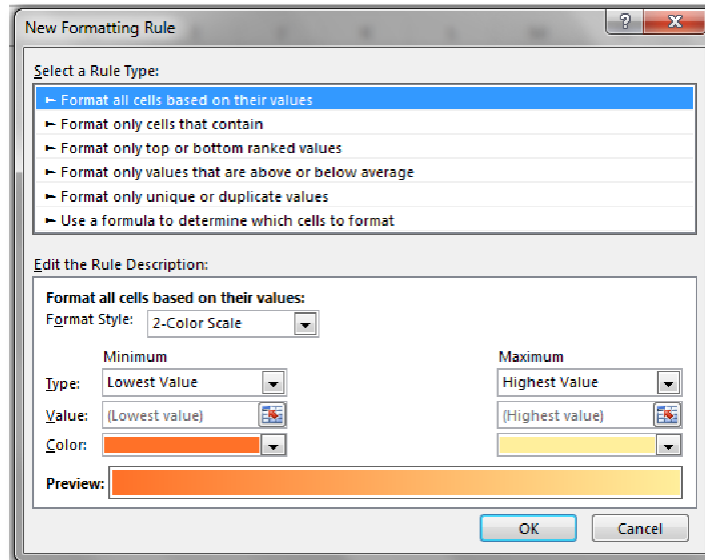 New Formatting Rule
Select a Rule Type:
► Format all cells based on their values
► Format only cells that contain
► Format only top or bottom ranked values
► Format only values that are above or below average
► Format only unique or duplicate values
► Use a formula to determine which cells to format
Edit the Rule Description:
Format all cells based on their values:
Format Style: 2-Color Scale
Minimum Maximum
Type: Lowest Value Highest Value
Value: (Lowest value) (Highest value)
Color:
Preview:
OK Cancel